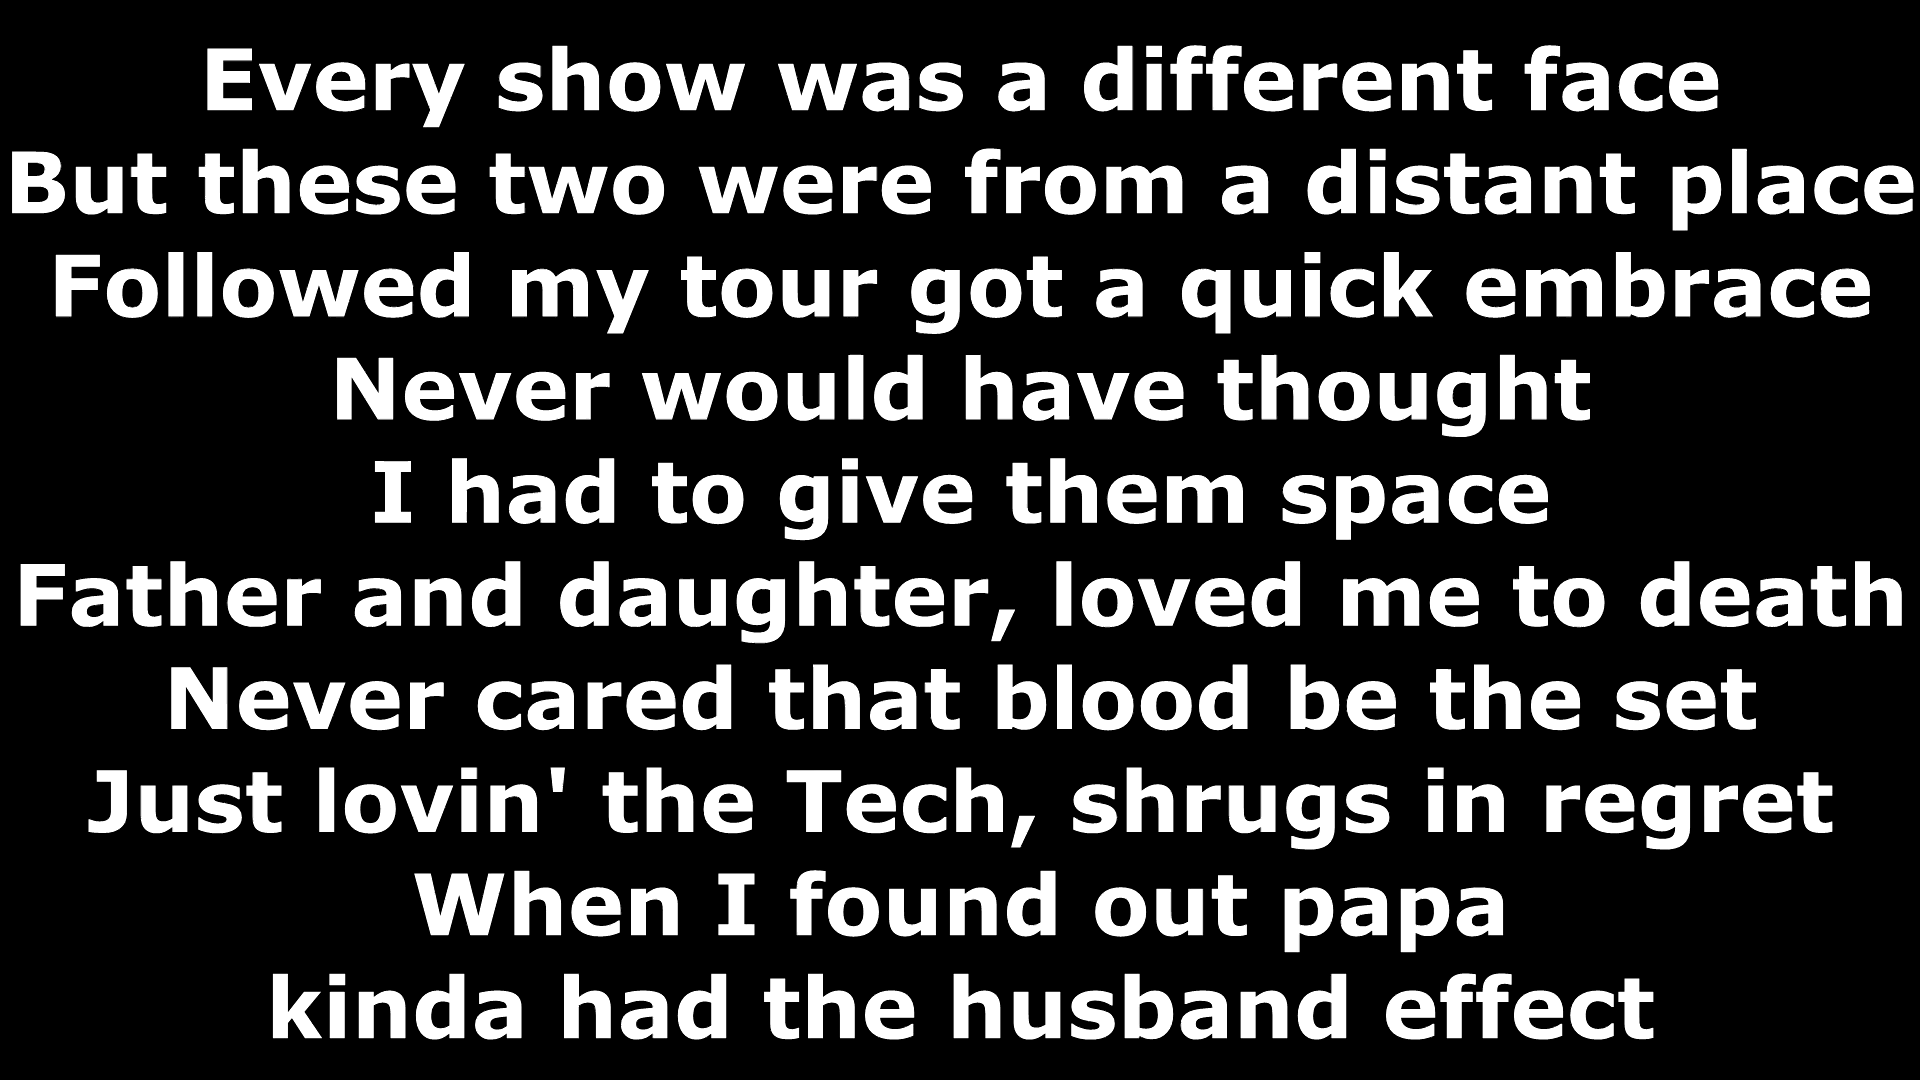 Every show was a different face
But these two were from a distant place
Followed my tour got a quick embrace
Never would have thought
I had to give them space
Father and daughter, loved me to death
Never cared that blood be the set
Just lovin' the Tech, shrugs in regret
When I found out papa
kinda had the husband effect